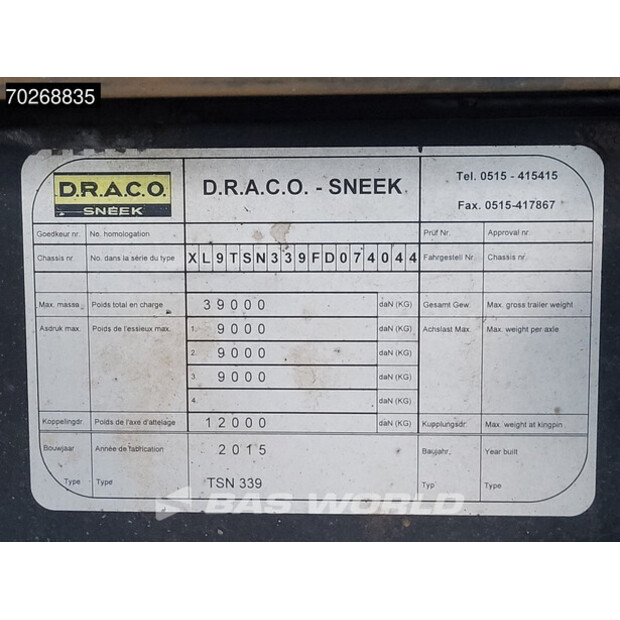 70268835
D.R.A.C.O.
SNEEK
D.R.A.C.O. - SNEEK
Tel. 0515 - 415415
Fax. 0515-417867
Goedkeur nr. No. homologation Prüf Nr. Approval nr.
Chassis nr. No. dans la série du type XL9TSN339FD074044 Fahrgestell Nr. Chassis nr.
Max. massa Poids total en charge 39000 daN (KG) Gesamt Gew. Max. gross trailer weight
Asdruk max. Poids de l'essieux max. 1. 9000 daN (KG) Achslast Max. Max. weight per axle
2. 9000 daN (KG)
3. 9000 daN (KG)
4. daN (KG)
Koppelingdr. Poids de l'axe d'attelage 12000 daN (KG) Kupplungsdr. Max. weight at kingpin
Bouwjaar Année de fabrication 2015 Baujahr Year built
Type Type TSN 339 Typ Type
BAS WORLD